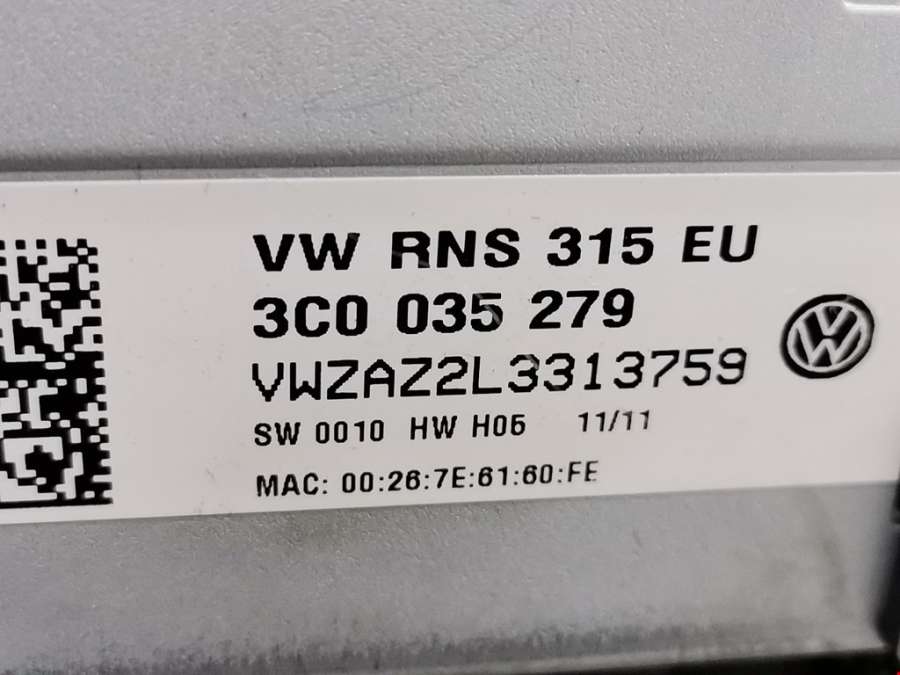 VW RNS 315 EU
3C0 035 279
VWZAZ2L3313759
SW 0010 HW H05 11/11
MAC: 00:26:7E:61:60:FE